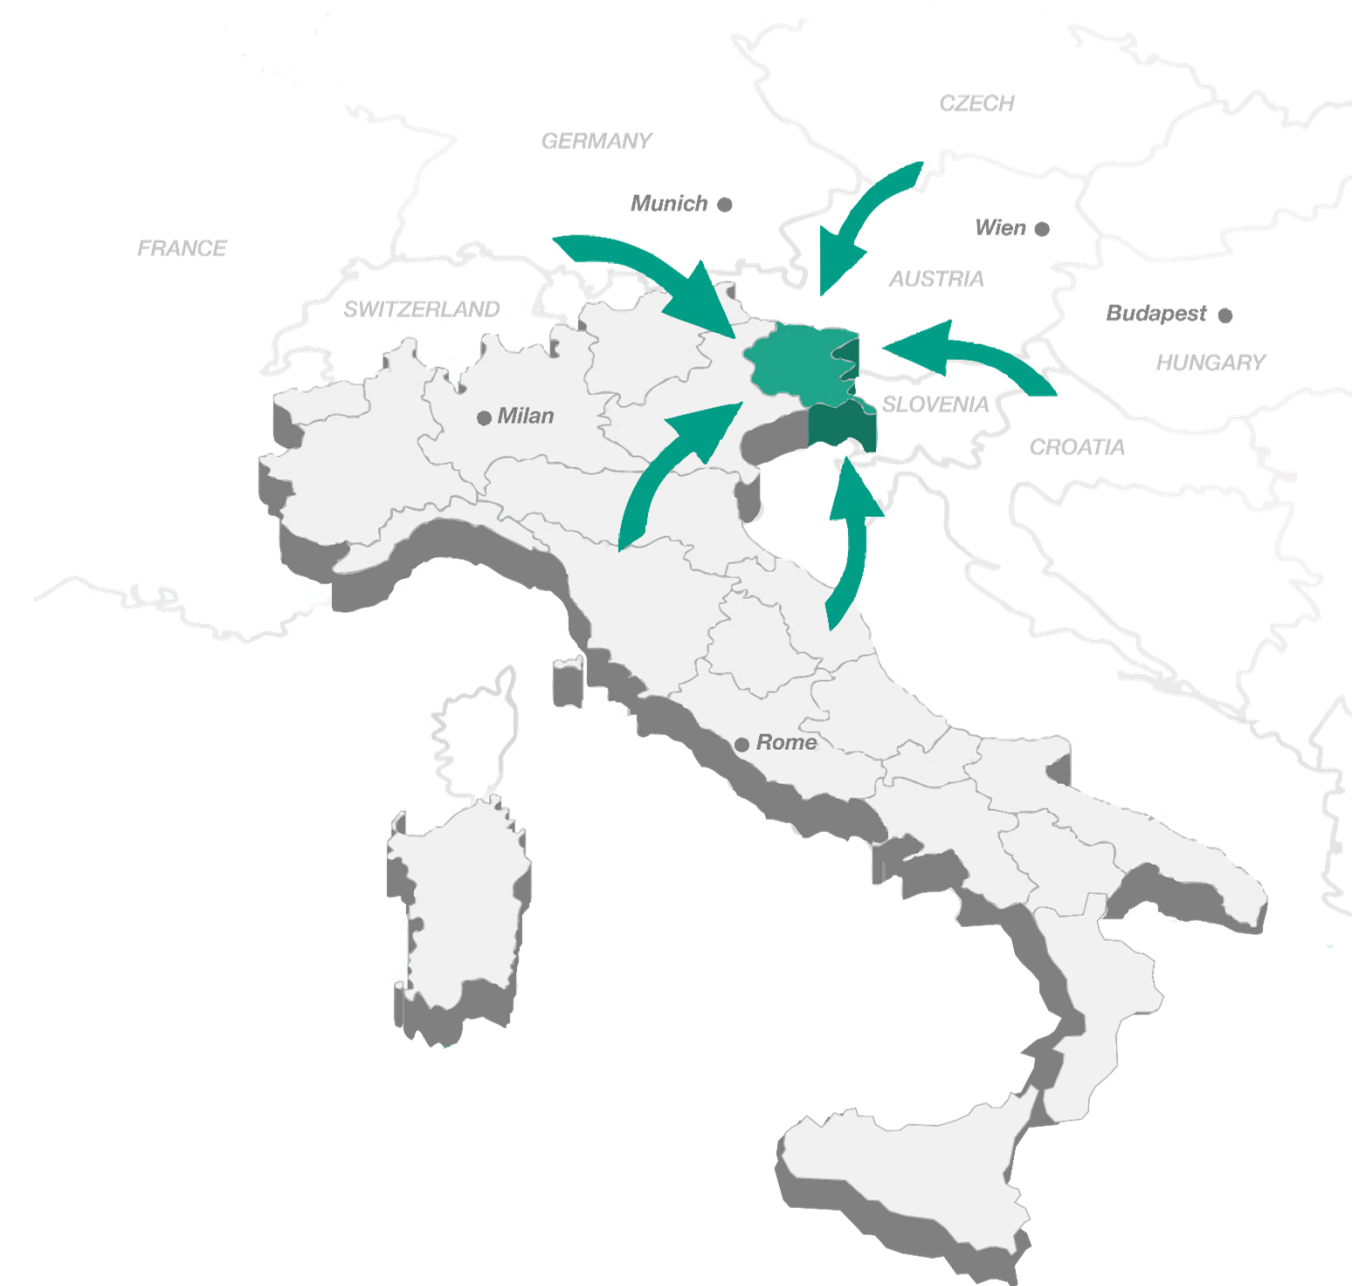 CZECH
GERMANY
Munich
Wien
FRANCE
AUSTRIA
SWITZERLAND
Budapest
HUNGARY
SLOVENIA
Milan
CROATIA
Rome